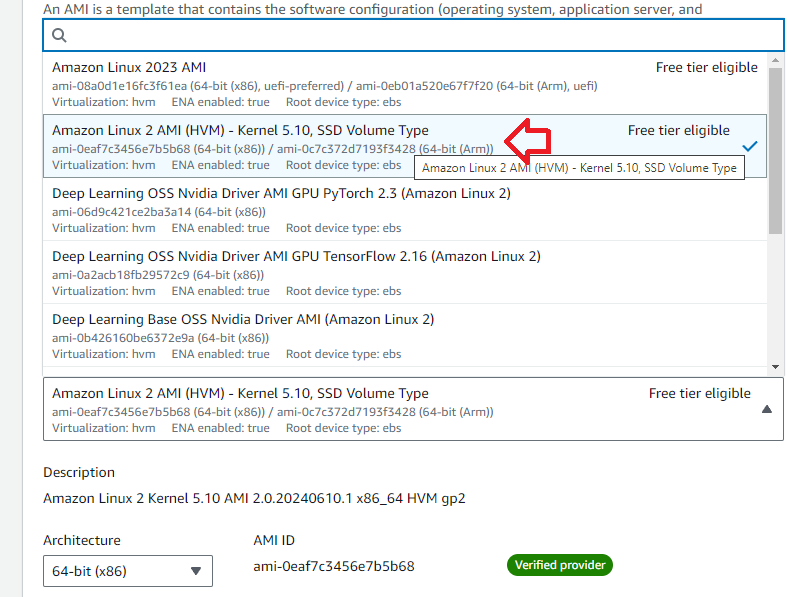 An AMI is a template that contains the software configuration (operating system, application server, and
Amazon Linux 2023 AMI Free tier eligible
ami-08a0d1e16fc3f61ea (64-bit (x86), uefi-preferred) / ami-0eb01a520e67f7f20 (64-bit (Arm), uefi)
Virtualization: hvm ENA enabled: true Root device type: ebs
Amazon Linux 2 AMI (HVM) - Kernel 5.10, SSD Volume Type Free tier eligible
ami-0eaf7c3456e7b5b68 (64-bit (x86)) / ami-0c7c372d7193f3428 (64-bit (Arm))
Virtualization: hvm ENA enabled: true Root device type: ebs
Amazon Linux 2 AMI (HVM) - Kernel 5.10, SSD Volume Type
Deep Learning OSS Nvidia Driver AMI GPU PyTorch 2.3 (Amazon Linux 2)
ami-06d9c421ce2ba3a14 (64-bit (x86))
Virtualization: hvm ENA enabled: true Root device type: ebs
Deep Learning OSS Nvidia Driver AMI GPU TensorFlow 2.16 (Amazon Linux 2)
ami-0a2acb18fb29572c9 (64-bit (x86))
Virtualization: hvm ENA enabled: true Root device type: ebs
Deep Learning Base OSS Nvidia Driver AMI (Amazon Linux 2)
ami-0b426160be6372e9a (64-bit (x86))
Virtualization: hvm ENA enabled: true Root device type: ebs
Amazon Linux 2 AMI (HVM) - Kernel 5.10, SSD Volume Type Free tier eligible
ami-0eaf7c3456e7b5b68 (64-bit (x86)) / ami-0c7c372d7193f3428 (64-bit (Arm))
Virtualization: hvm ENA enabled: true Root device type: ebs
Description
Amazon Linux 2 Kernel 5.10 AMI 2.0.20240610.1 x86_64 HVM gp2
Architecture AMI ID
64-bit (x86) ami-0eaf7c3456e7b5b68 Verified provider